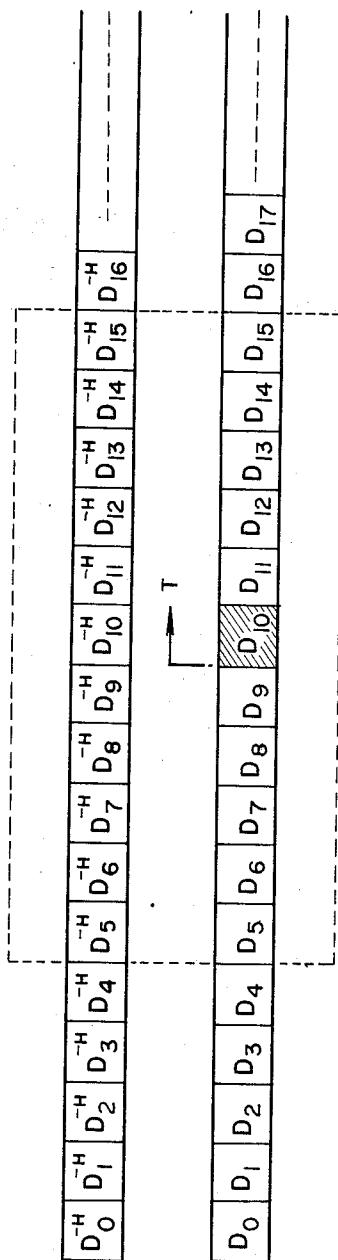 D₀⁻ᴴ D₁⁻ᴴ D₂⁻ᴴ D₃⁻ᴴ D₄⁻ᴴ D₅⁻ᴴ D₆⁻ᴴ D₇⁻ᴴ D₈⁻ᴴ D₉⁻ᴴ D₁₀⁻ᴴ D₁₁⁻ᴴ D₁₂⁻ᴴ D₁₃⁻ᴴ D₁₄⁻ᴴ D₁₅⁻ᴴ D₁₆⁻ᴴ
T
D₀ D₁ D₂ D₃ D₄ D₅ D₆ D₇ D₈ D₉ D₁₀ D₁₁ D₁₂ D₁₃ D₁₄ D₁₅ D₁₆ D₁₇